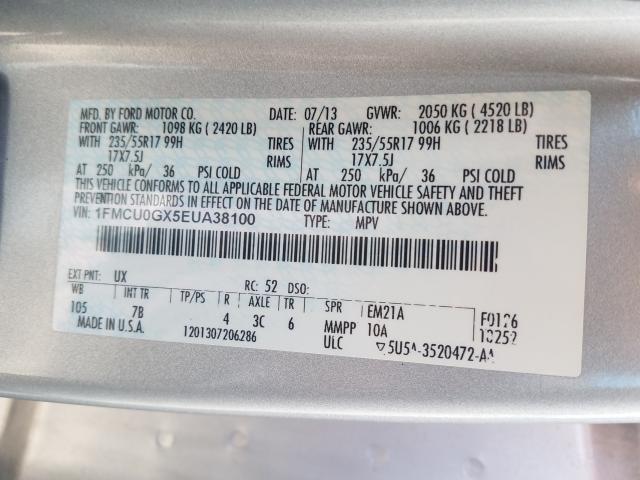 MFD. BY FORD MOTOR CO. DATE: 07/13 GVWR: 2050 KG (4520 LB)
FRONT GAWR: 1098 KG (2420 LB) REAR GAWR: 1006 KG (2218 LB)
WITH 235/55R17 99H TIRES WITH 235/55R17 99H TIRES
17X7.5J RIMS 17X7.5J RIMS
AT 250 kPa/ 36 PSI COLD AT 250 kPa/ 36 PSI COLD
THIS VEHICLE CONFORMS TO ALL APPLICABLE FEDERAL MOTOR VEHICLE SAFETY AND THEFT
PREVENTION STANDARDS IN EFFECT ON THE DATE OF MANUFACTURE SHOWN ABOVE.
VIN: 1FMCU0GX5EUA38100 TYPE: MPV
EXT PNT: UX RC: 52 DSO:
WB INT TR TP/PS R AXLE TR SPR EM21A
105 7B 4 3C 6 MMPP 10A
MADE IN U.S.A. 1201307206286 ULC ▽5U5A-3520472-AA